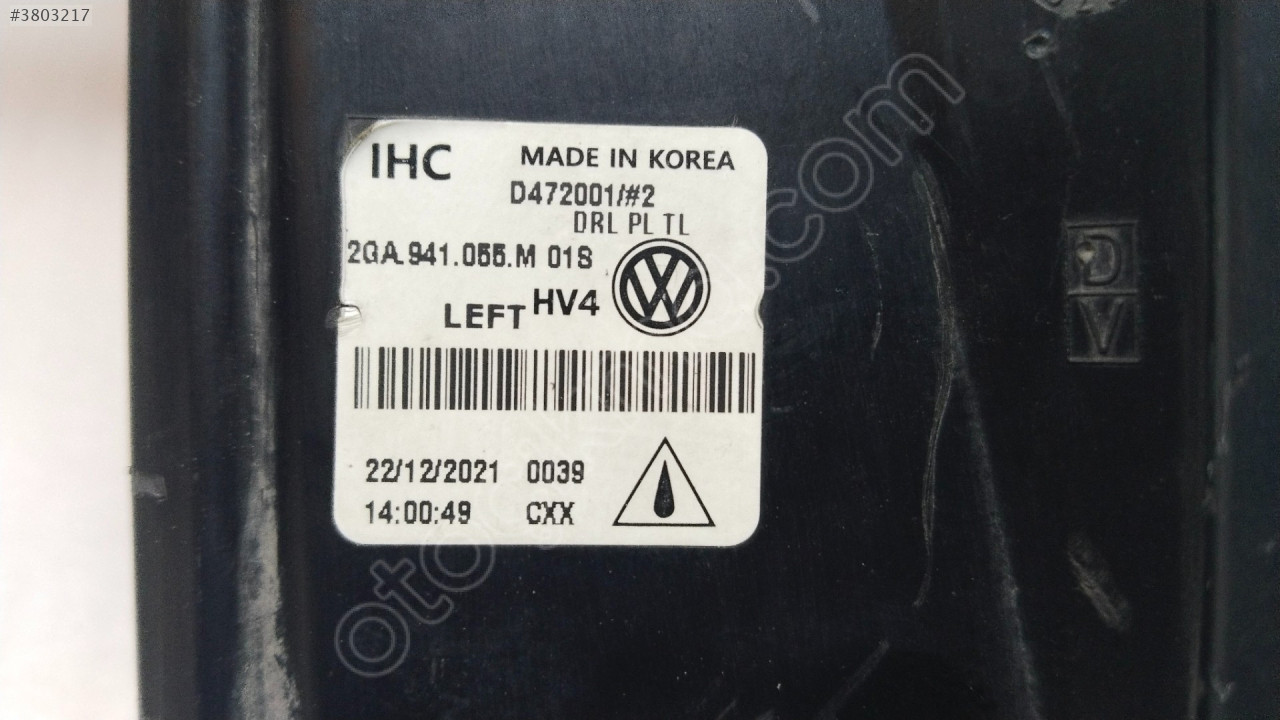 #3803217
IHC
MADE IN KOREA
D472001/#2
DRL PL TL
2GA.941.055.M 01S
LEFT HV4
22/12/2021 0039
14:00:49 CXX
D
V